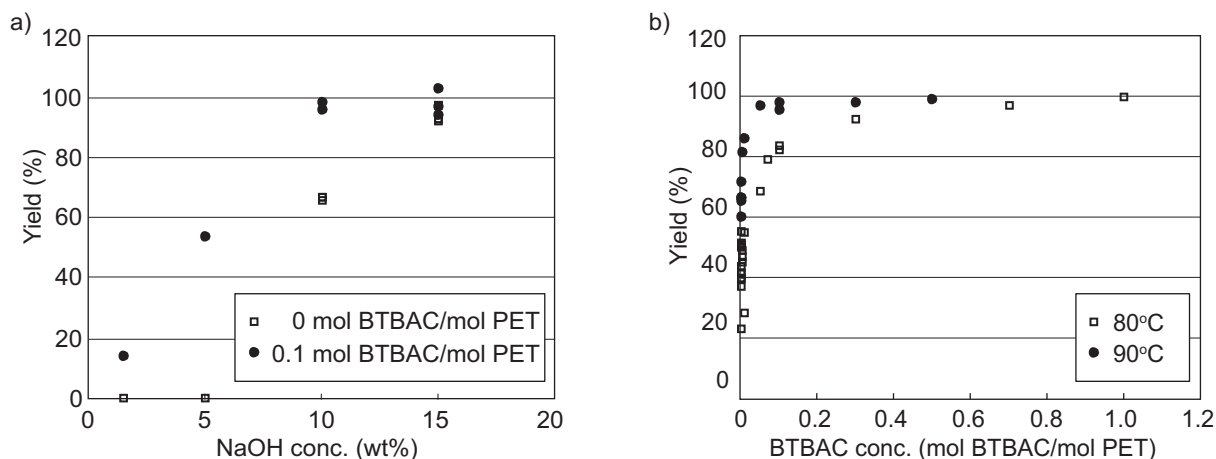 a)
120
100
80
60
40
20
0
Yield (%)
0 5 10 15 20
NaOH conc. (wt%)
0 mol BTBAC/mol PET
0.1 mol BTBAC/mol PET
b)
120
100
80
60
40
20
0
Yield (%)
0 0.2 0.4 0.6 0.8 1.0 1.2
BTBAC conc. (mol BTBAC/mol PET)
80°C
90°C